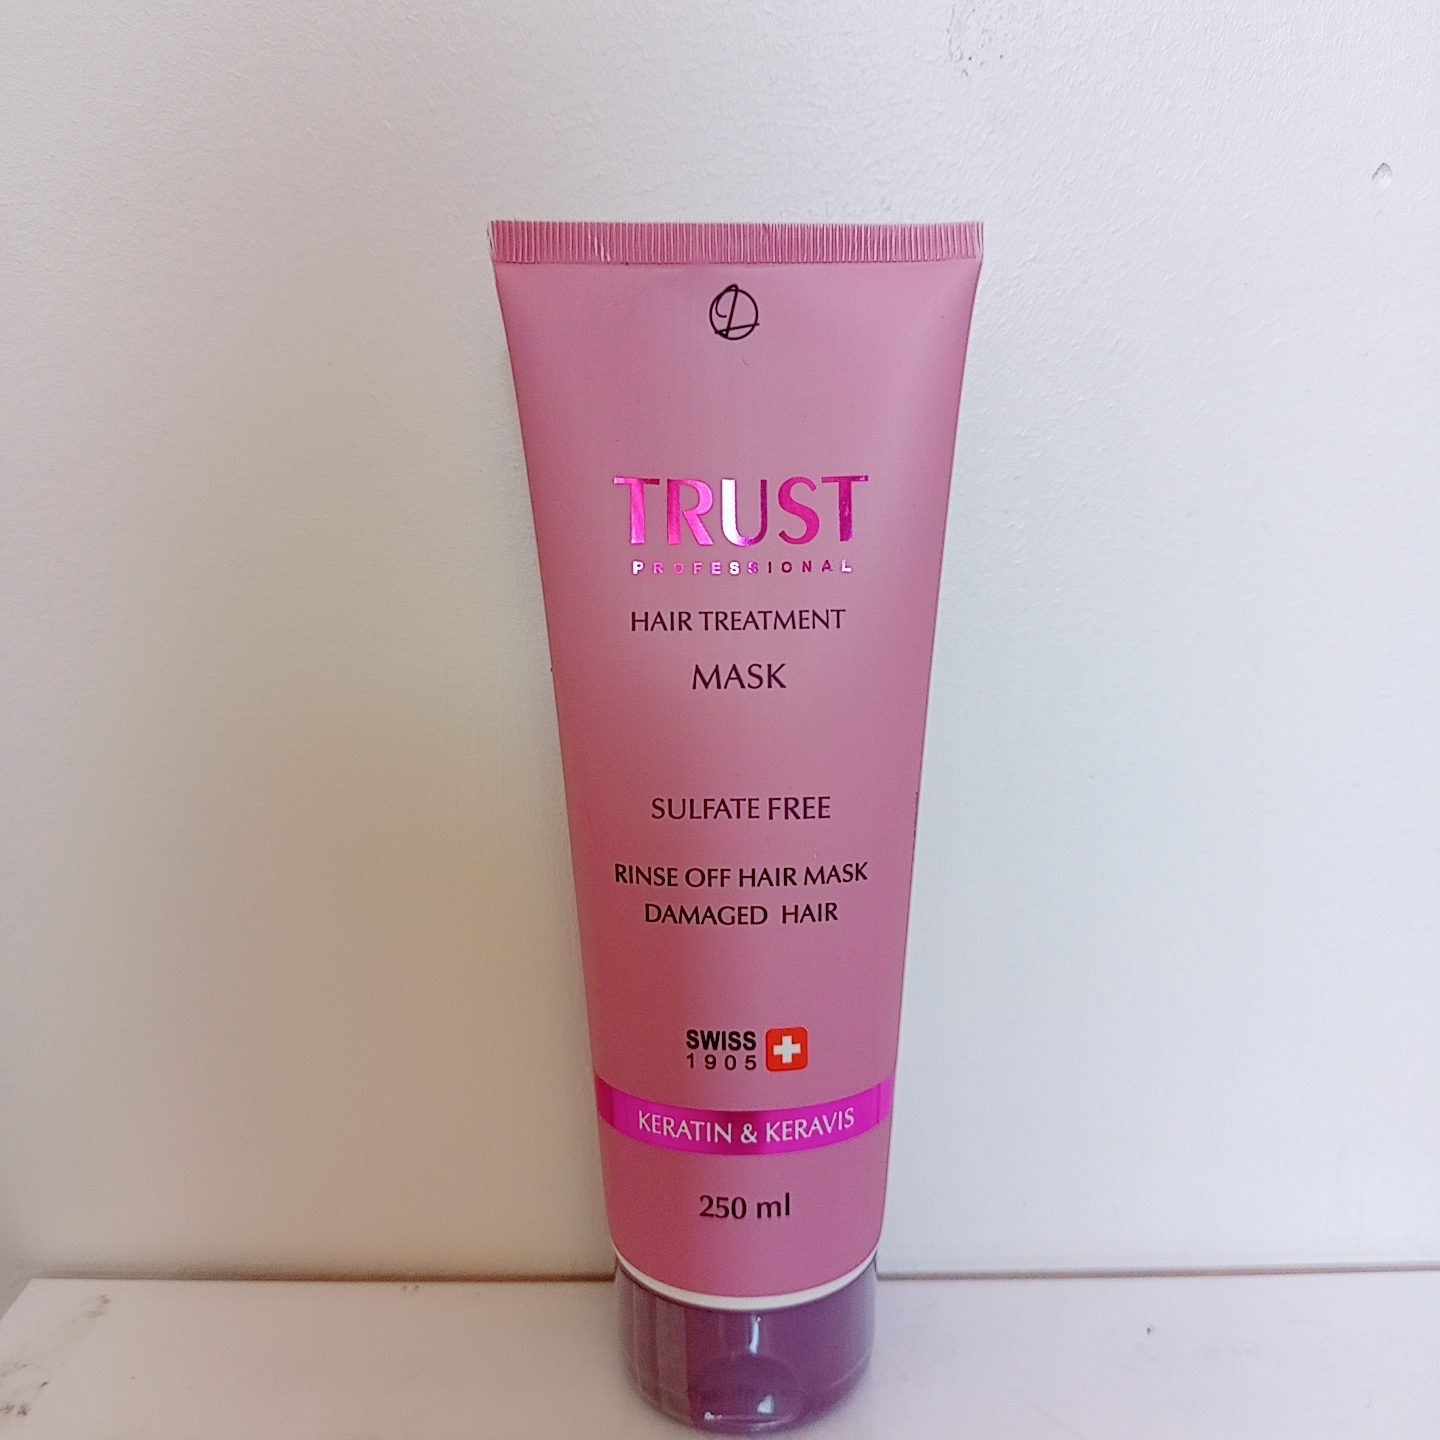 TRUST
PROFESSIONAL
HAIR TREATMENT
MASK
SULFATE FREE
RINSE OFF HAIR MASK
DAMAGED HAIR
SWISS
1905
KERATIN & KERAVIS
250 ml